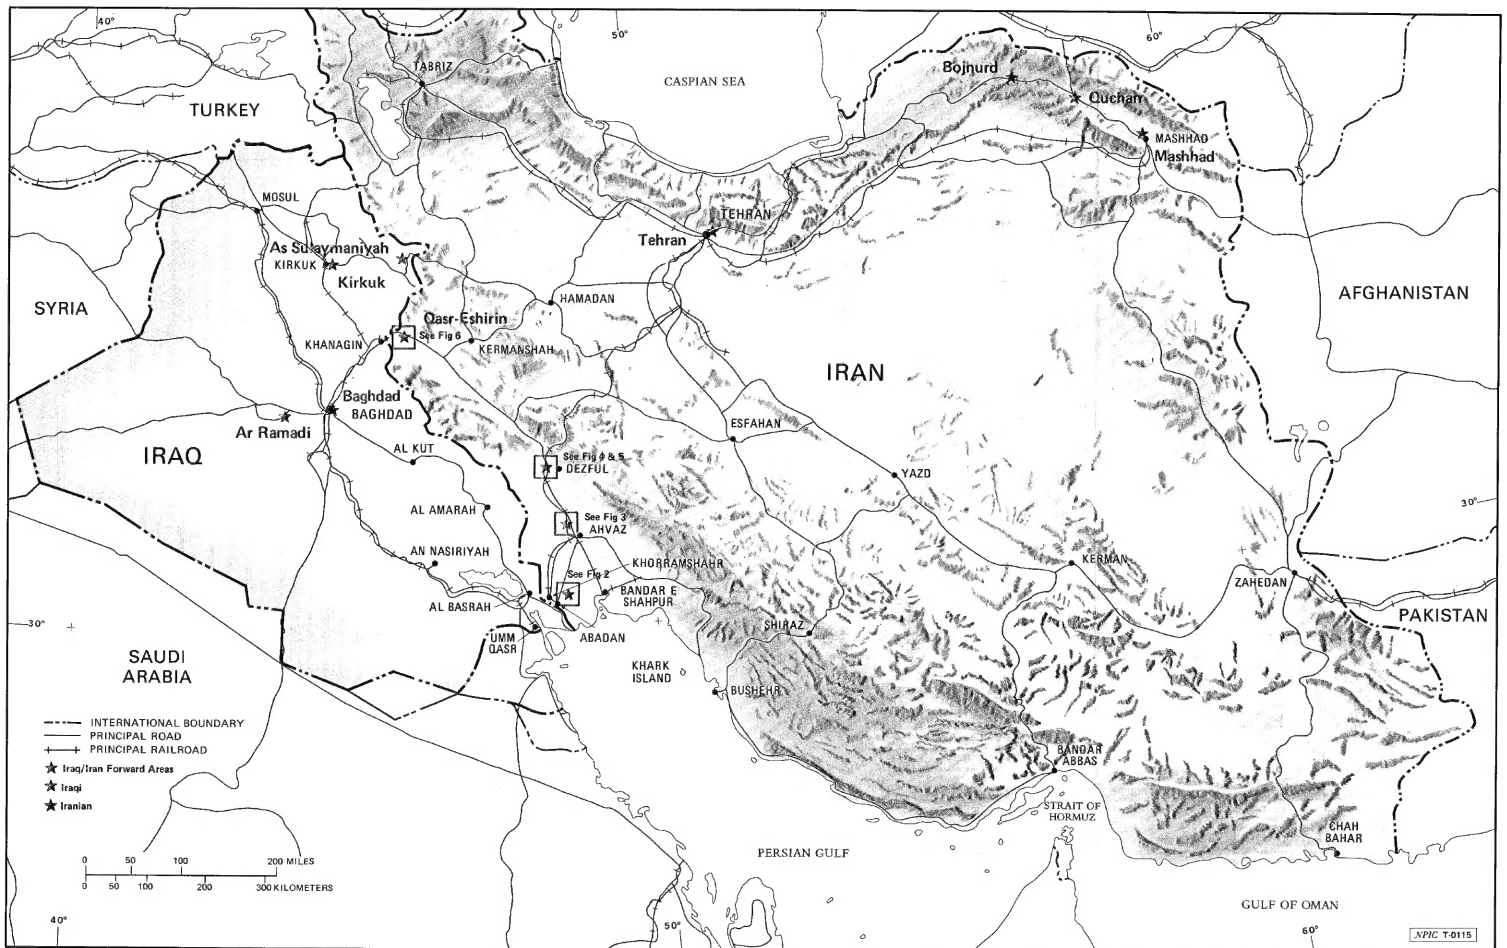 40°
50°
60°
TABRIZ
CASPIAN SEA
Bojnurd
Quchan
TURKEY
MASHHAD
Mashhad
MOSUL
TEHRAN
Tehran
As Sulaymaniyah
KIRKUK
Kirkuk
SYRIA
HAMADAN
AFGHANISTAN
Qasr-Eshirin
See Fig 6
KHANAGIN
KERMANSHAH
IRAN
Baghdad
BAGHDAD
Ar Ramadi
ESFAHAN
IRAQ
AL KUT
See Fig 4 & 5
DEZFUL
YAZD
30°
AL AMARAH
See Fig 3
AHVAZ
AN NASIRIYAH
KHORRAMSHAHR
KERMAN
See Fig 2
ZAHEDAN
BANDAR E
SHAHPUR
AL BASRAH
PAKISTAN
30°
SHIRAZ
UMM
QASR
ABADAN
SAUDI
ARABIA
KHARK
ISLAND
BUSHEHR
INTERNATIONAL BOUNDARY
PRINCIPAL ROAD
PRINCIPAL RAILROAD
Iraq/Iran Forward Areas
Iraqi
Iranian
BANDAR
ABBAS
STRAIT OF
HORMUZ
CHAH
BAHAR
PERSIAN GULF
0 50 100 200 MILES
0 50 100 200 300 KILOMETERS
GULF OF OMAN
40°
50°
60°
NPIC T-0115